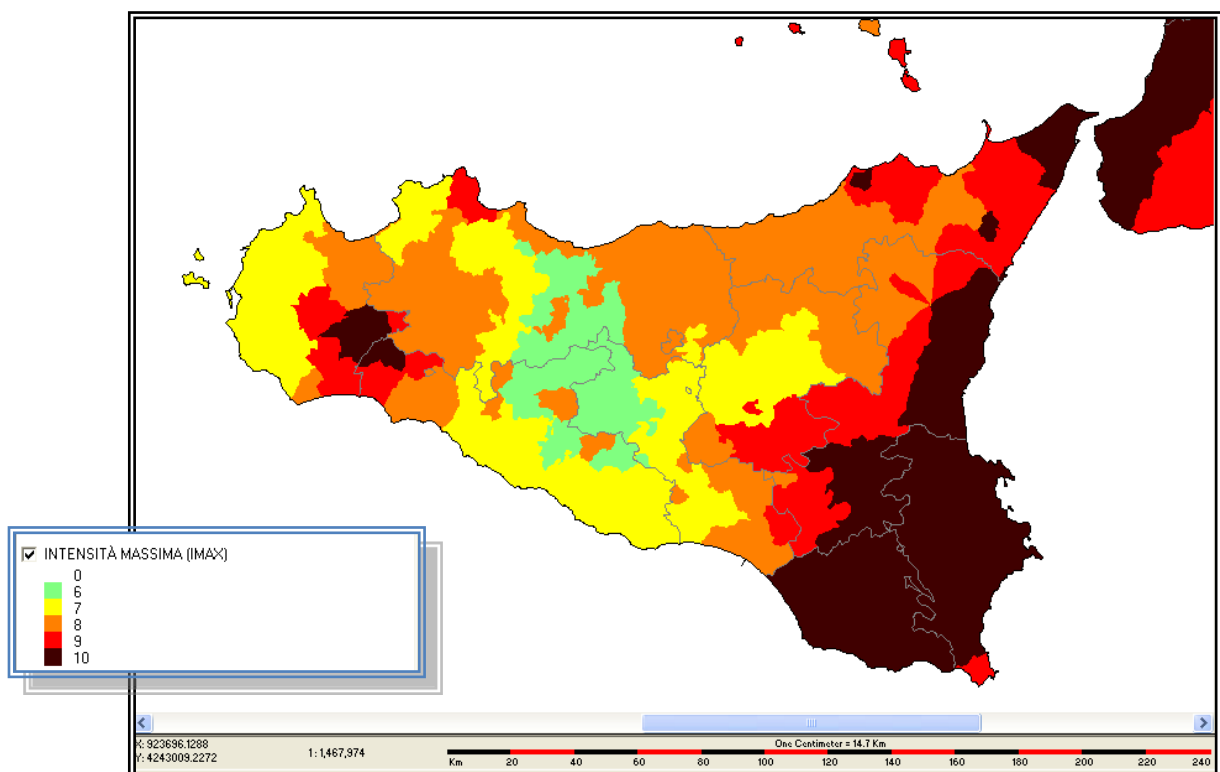 INTENSITÀ MASSIMA (IMAX)
0
6
7
8
9
10
X: 923696.1288
Y: 4243009.2272
1: 1,467,974
One Centimeter = 14.7 Km
Km 20 40 60 80 100 120 140 160 180 200 220 240